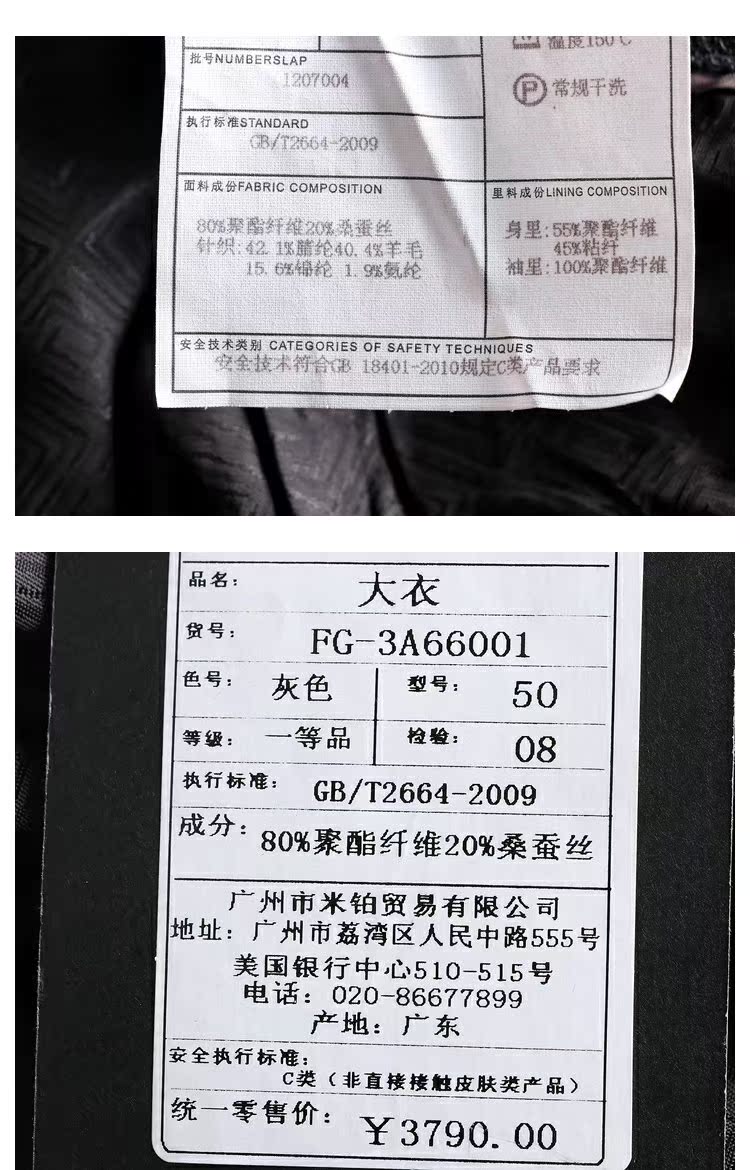 温度150℃
批号NUMBERSLAP
1207004
P 常规干洗
执行标准STANDARD
GB/T2664-2009
面料成份FABRIC COMPOSITION
80%聚酯纤维20%桑蚕丝
针织:42.1%腈纶40.4%羊毛
15.6%锦纶 1.9%氨纶
里料成份LINING COMPOSITION
身里:55%聚酯纤维
45%粘纤
袖里:100%聚酯纤维
安全技术类别 CATEGORIES OF SAFETY TECHNIQUES
安全技术符合GB 18401-2010规定C类产品要求
品名: 大衣
货号: FG-3A66001
色号: 灰色 型号: 50
等级: 一等品 检验: 08
执行标准: GB/T2664-2009
成分: 80%聚酯纤维20%桑蚕丝
广州市米铂贸易有限公司
地址: 广州市荔湾区人民中路555号
美国银行中心510-515号
电话: 020-86677899
产地: 广东
安全执行标准:
C类（非直接接触皮肤类产品）
统一零售价: ￥3790.00